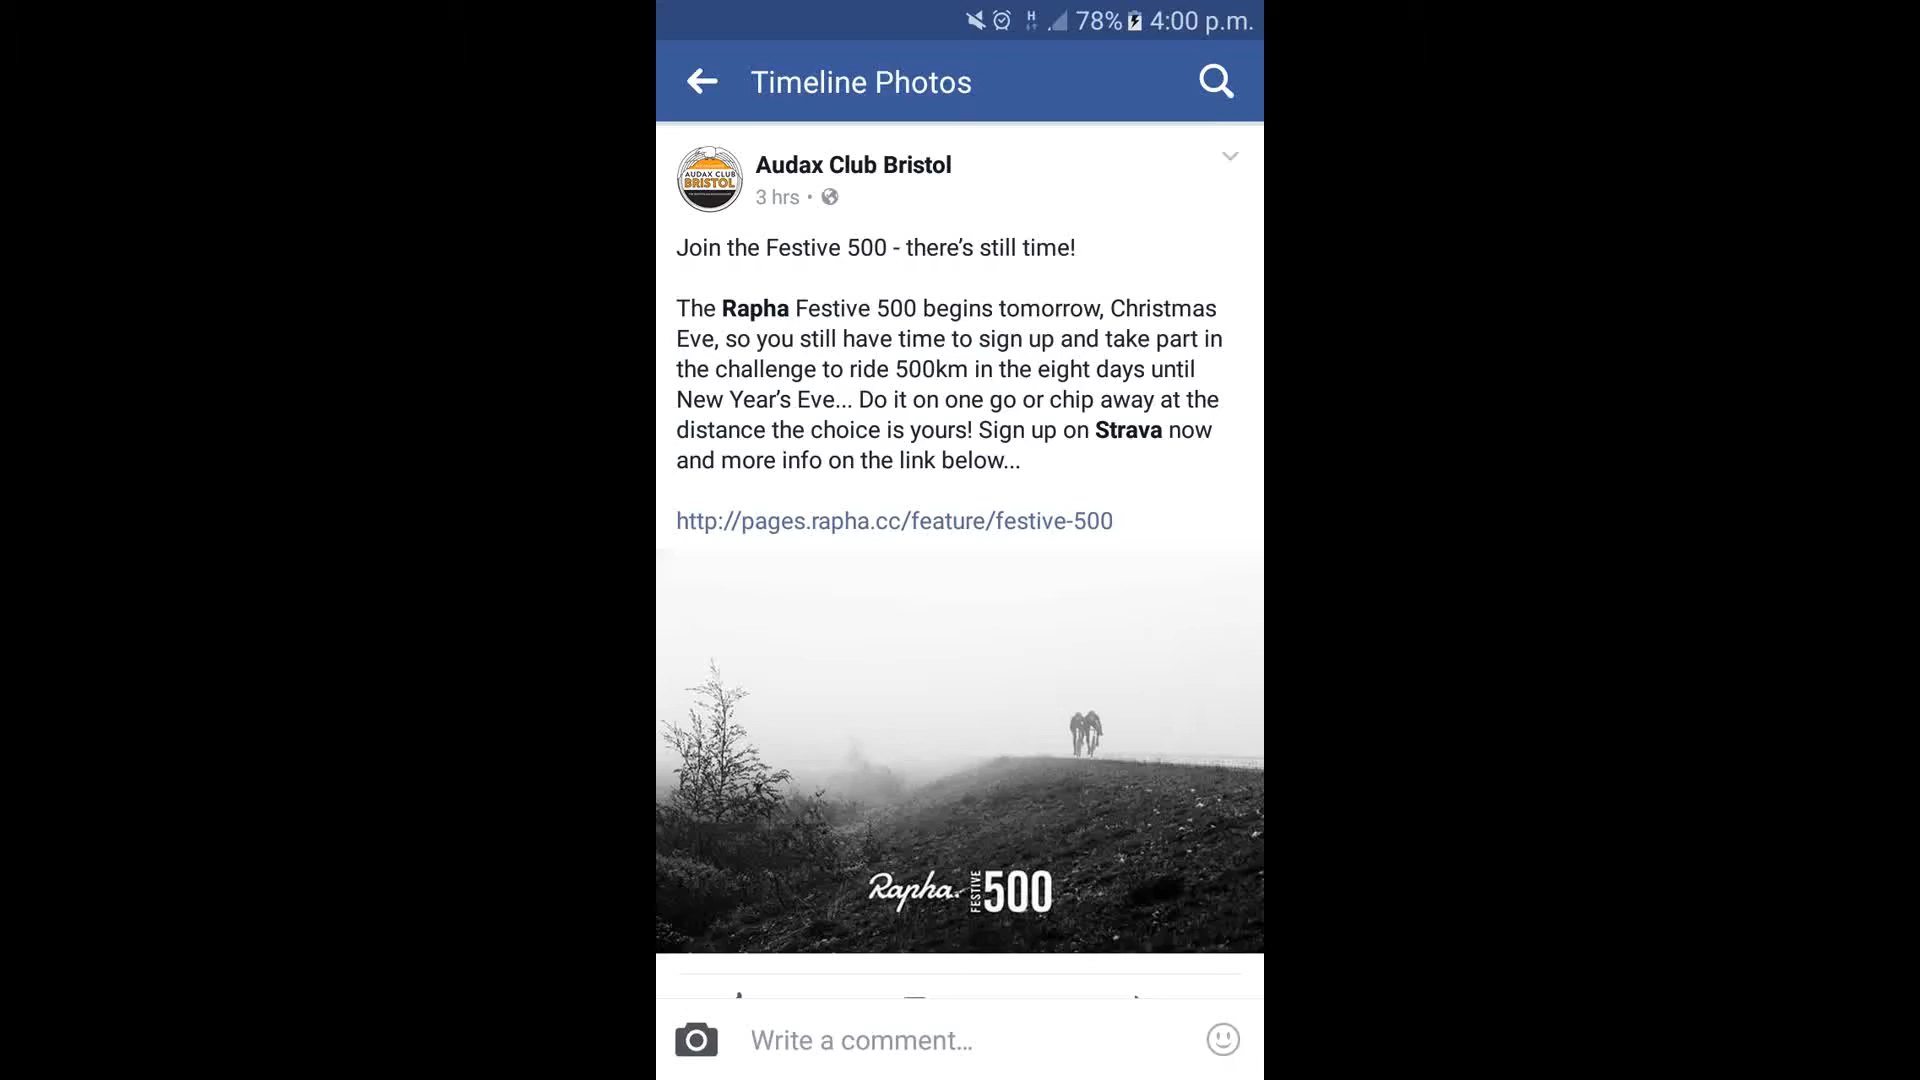 H 78% 4:00 p.m.
Timeline Photos
AUDAX CLUB
BRISTOL
Audax Club Bristol
3 hrs •
Join the Festive 500 - there’s still time!
The Rapha Festive 500 begins tomorrow, Christmas
Eve, so you still have time to sign up and take part in
the challenge to ride 500km in the eight days until
New Year’s Eve... Do it on one go or chip away at the
distance the choice is yours! Sign up on Strava now
and more info on the link below...
http://pages.rapha.cc/feature/festive-500
Rapha. FESTIVE 500
Write a comment...